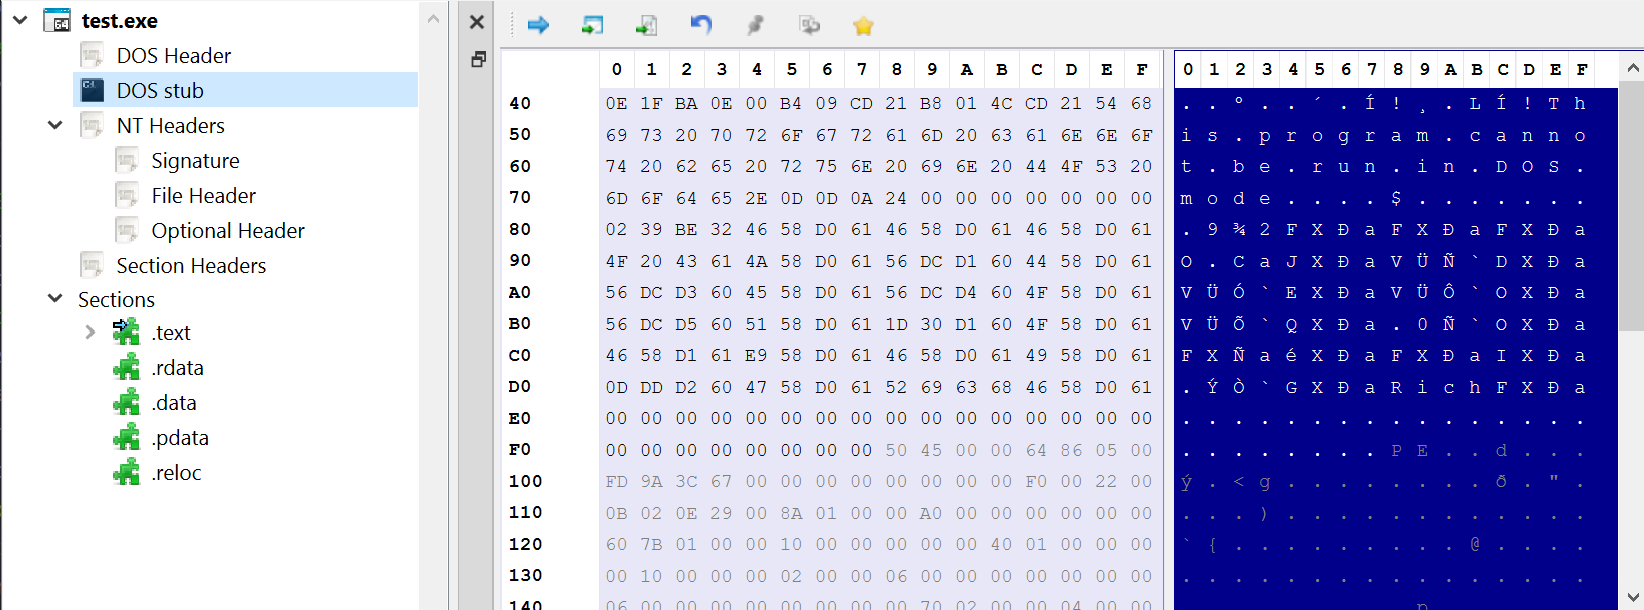 test.exe
DOS Header
DOS stub
NT Headers
Signature
File Header
Optional Header
Section Headers
Sections
.text
.rdata
.data
.pdata
.reloc
0 1 2 3 4 5 6 7 8 9 A B C D E F 0 1 2 3 4 5 6 7 8 9 A B C D E F
40 0E 1F BA 0E 00 B4 09 CD 21 B8 01 4C CD 21 54 68 . . º . . ´ . Í ! ¸ . L Í ! T h
50 69 73 20 70 72 6F 67 72 61 6D 20 63 61 6E 6E 6F i s . p r o g r a m . c a n n o
60 74 20 62 65 20 72 75 6E 20 69 6E 20 44 4F 53 20 t . b e . r u n . i n . D O S .
70 6D 6F 64 65 2E 0D 0D 0A 24 00 00 00 00 00 00 00 m o d e . . . . $ . . . . . . .
80 02 39 BE 32 46 58 D0 61 46 58 D0 61 46 58 D0 61 . 9 ¾ 2 F X Ð a F X Ð a F X Ð a
90 4F 20 43 61 4A 58 D0 61 56 DC D1 60 44 58 D0 61 O . C a J X Ð a V Ü Ñ ` D X Ð a
A0 56 DC D3 60 45 58 D0 61 56 DC D4 60 4F 58 D0 61 V Ü Ó ` E X Ð a V Ü Ô ` O X Ð a
B0 56 DC D5 60 51 58 D0 61 1D 30 D1 60 4F 58 D0 61 V Ü Õ ` Q X Ð a . 0 Ñ ` O X Ð a
C0 46 58 D1 61 E9 58 D0 61 46 58 D0 61 49 58 D0 61 F X Ñ a é X Ð a F X Ð a I X Ð a
D0 0D DD D2 60 47 58 D0 61 52 69 63 68 46 58 D0 61 . Ý Ò ` G X Ð a R i c h F X Ð a
E0 00 00 00 00 00 00 00 00 00 00 00 00 00 00 00 00 . . . . . . . . . . . . . . . .
F0 00 00 00 00 00 00 00 00 50 45 00 00 64 86 05 00 . . . . . . . . P E . . d . . .
100 FD 9A 3C 67 00 00 00 00 00 00 00 00 F0 00 22 00 ý . < g . . . . . . . . ð . " .
110 0B 02 0E 29 00 8A 01 00 00 A0 00 00 00 00 00 00 . . . ) . . . . . . . . . . . .
120 60 7B 01 00 00 10 00 00 00 00 00 40 01 00 00 00 ` { . . . . . . . . . @ . . . .
130 00 10 00 00 00 02 00 00 06 00 00 00 00 00 00 00 . . . . . . . . . . . . . . . .
140 06 00 00 00 00 00 00 00 00 70 02 00 00 04 00 00 p